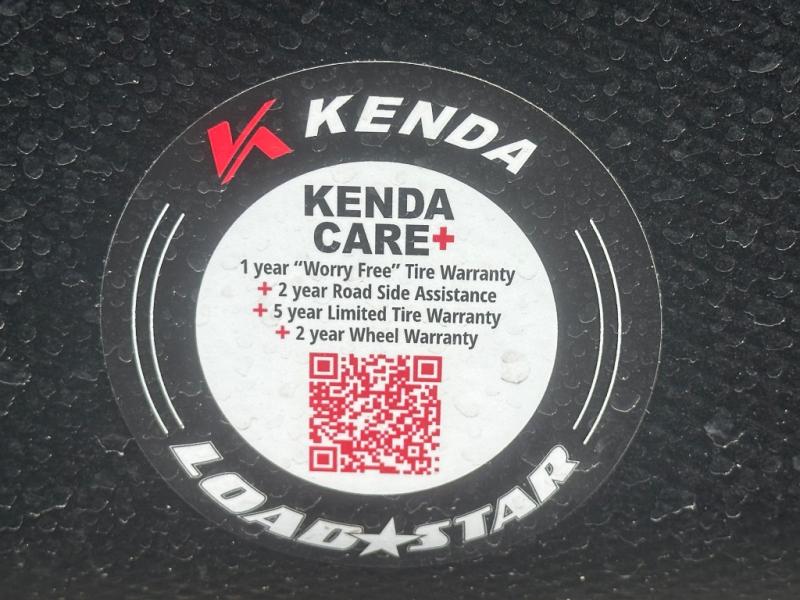 KENDA
KENDA
CARE+
1 year “Worry Free” Tire Warranty
+ 2 year Road Side Assistance
+ 5 year Limited Tire Warranty
+ 2 year Wheel Warranty
LOAD★STAR